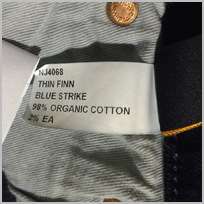 NJ4068
THIN FINN
BLUE STRIKE
98% ORGANIC COTTON
2% EA